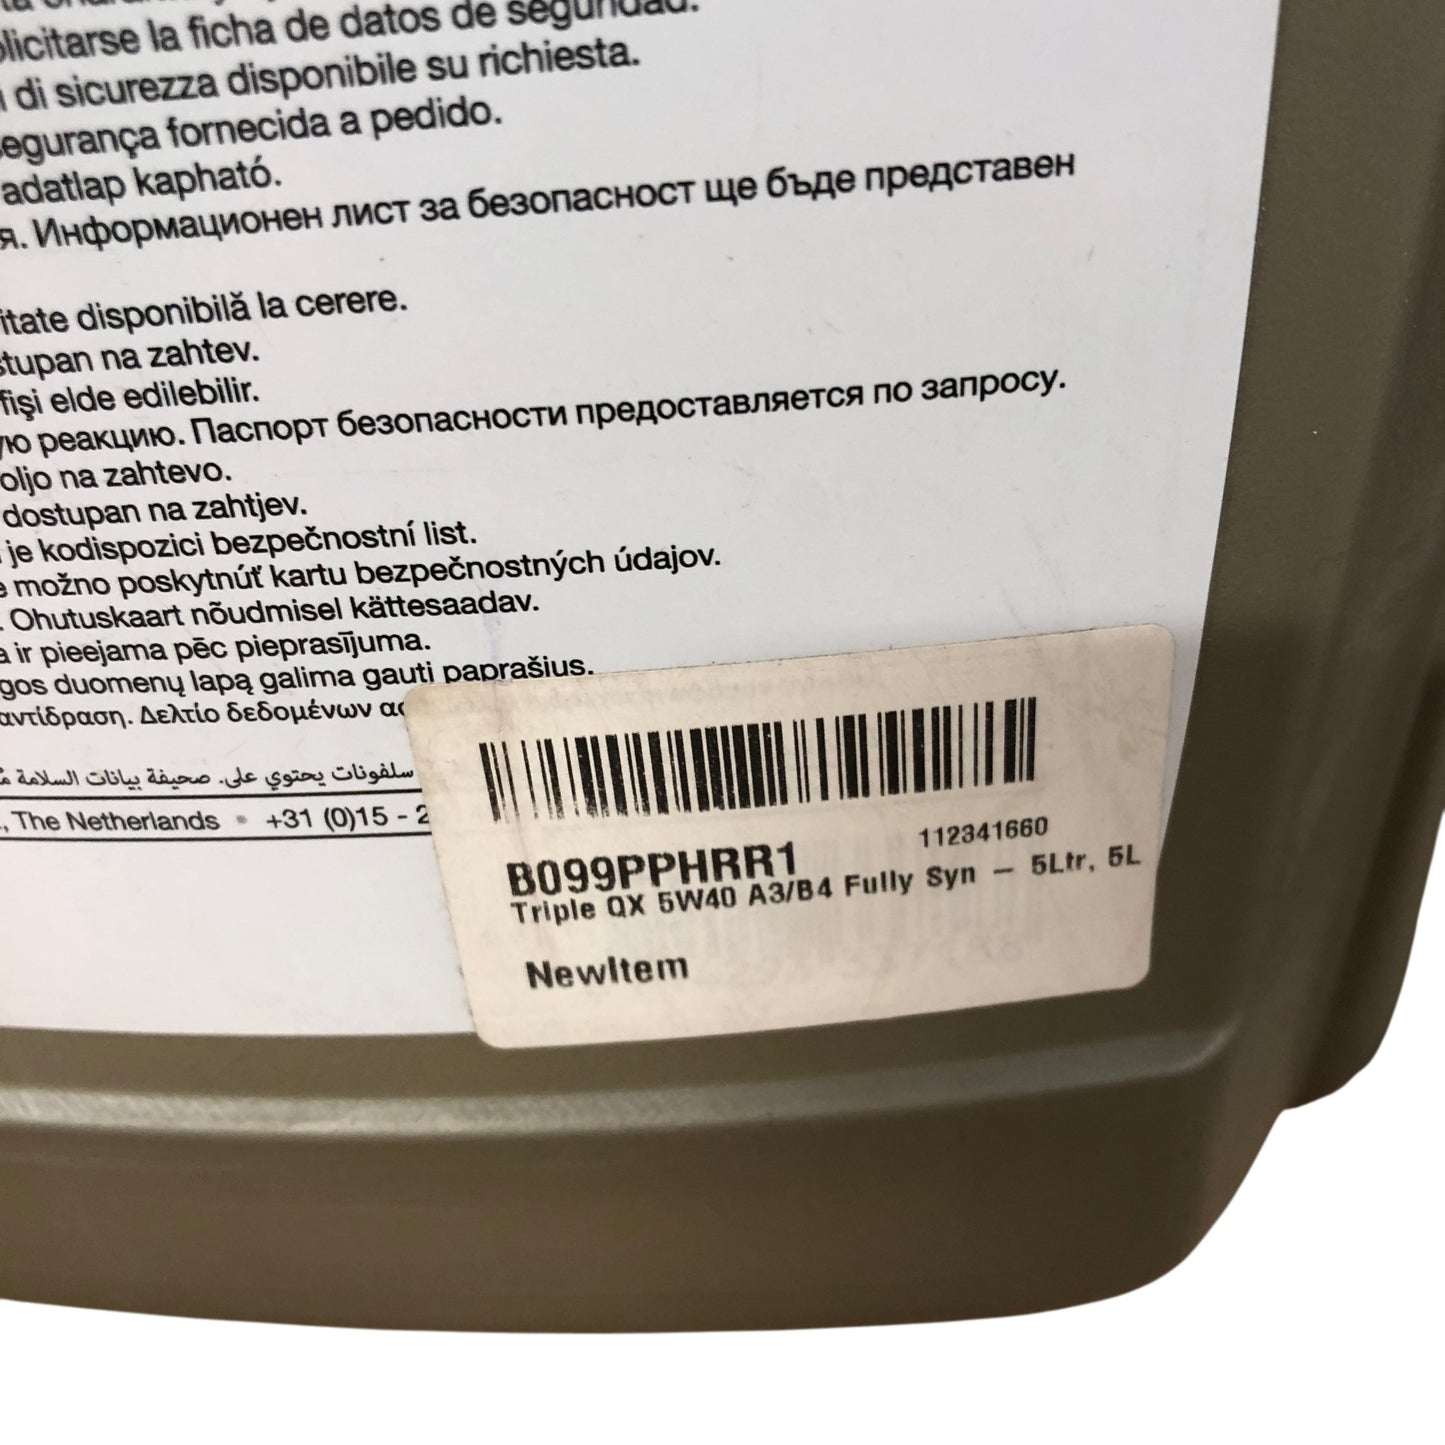 licitarse la ficha de datos de seguridad.
di sicurezza disponibile su richiesta.
segurança fornecida a pedido.
adatlap kapható.
я. Информационен лист за безопасност ще бъде представен
itate disponibilă la cerere.
stupan na zahtev.
fişi elde edilebilir.
ую реакцию. Паспорт безопасности предоставляется по запросу.
oljo na zahtevo.
dostupan na zahtjev.
je kodispozici bezpečnostní list.
možno poskytnúť kartu bezpečnostných údajov.
. Ohutuskaart nõudmisel kättesaadav.
a ir pieejama pēc pieprasījuma.
gos duomenų lapą galima gauti paprašius.
αντίδραση. Δελτίο δεδομένων ασ
سلفونات يحتوي على. صحيفة بيانات السلامة
, The Netherlands • +31 (0)15 - 2
112341660
B099PPHRR1
Triple QX 5W40 A3/B4 Fully Syn - 5Ltr, 5L
NewItem